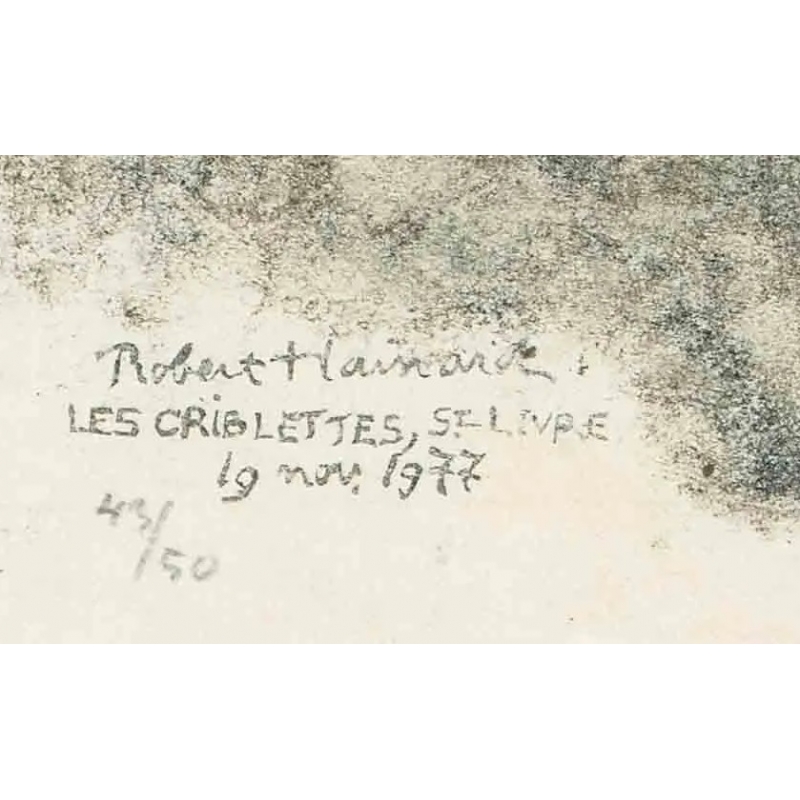 Robert Hainard
LES CRIBLETTES, St-LIVRE
19 nov. 1977
43/50